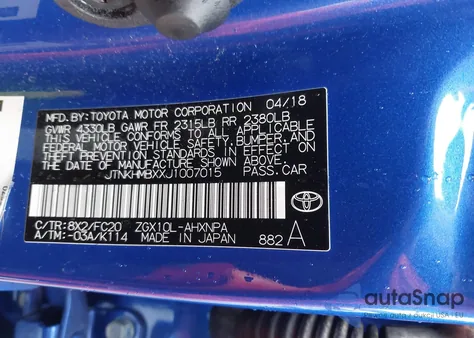 MFD. BY: TOYOTA MOTOR CORPORATION 04/18
GVWR 4330LB GAWR FR 2315LB RR 2380LB
THIS VEHICLE CONFORMS TO ALL APPLICABLE
FEDERAL MOTOR VEHICLE SAFETY, BUMPER, AND
THEFT PREVENTION STANDARDS IN EFFECT ON
THE DATE OF MANUFACTURE SHOWN ABOVE.
JTNKHMBXXJ1007015 PASS. CAR
C/TR: 8X2/FC20 ZGX10L-AHXNPA
A/TM: -03A/K114 MADE IN JAPAN 882 A
autoSnap